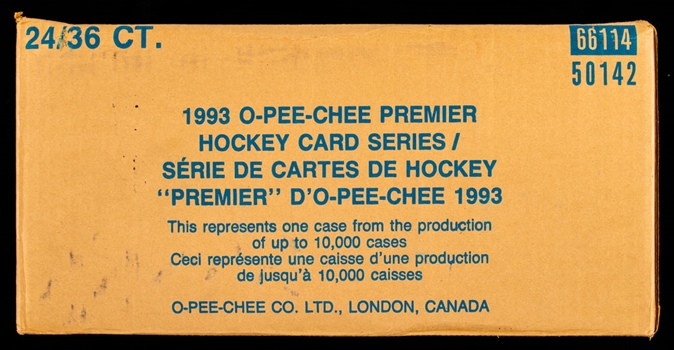 24/36 CT.
66114
50142
1993 O-PEE-CHEE PREMIER
HOCKEY CARD SERIES /
SÉRIE DE CARTES DE HOCKEY
"PREMIER" D'O-PEE-CHEE 1993
This represents one case from the production
of up to 10,000 cases
Ceci représente une caisse d'une production
de jusqu'à 10,000 caisses
O-PEE-CHEE CO. LTD., LONDON, CANADA